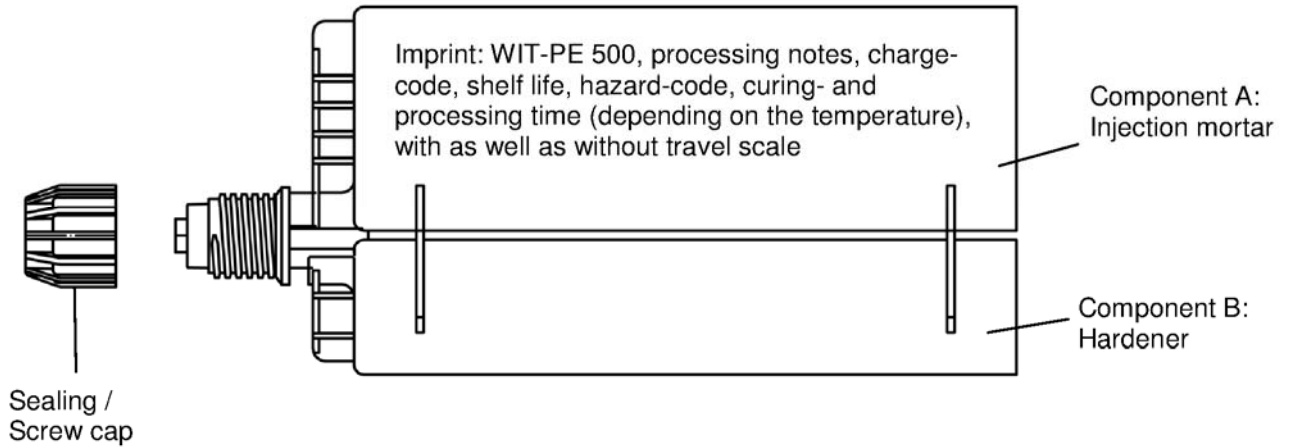 Imprint: WIT-PE 500, processing notes, charge-
code, shelf life, hazard-code, curing- and
processing time (depending on the temperature),
with as well as without travel scale
Component A:
Injection mortar
Component B:
Hardener
Sealing /
Screw cap